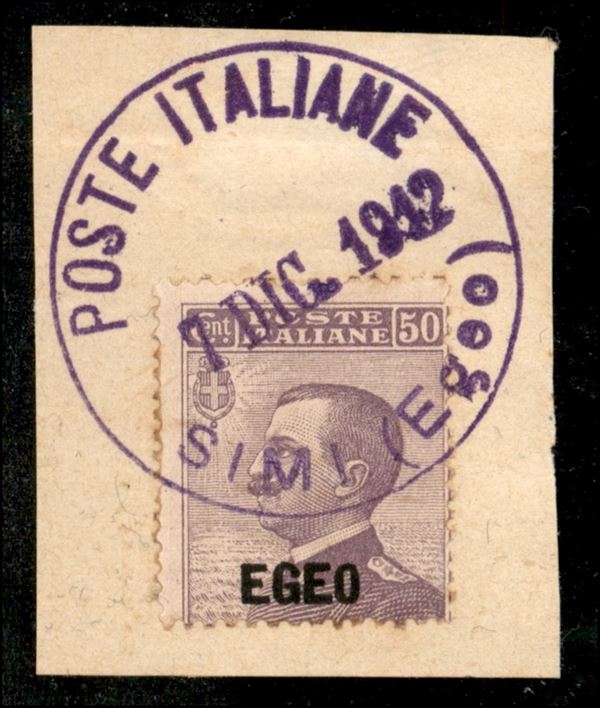 POSTE ITALIANE
7 DIC. 1912
SIMI (Egeo)
Cent POSTE ITALIANE 50
EGEO